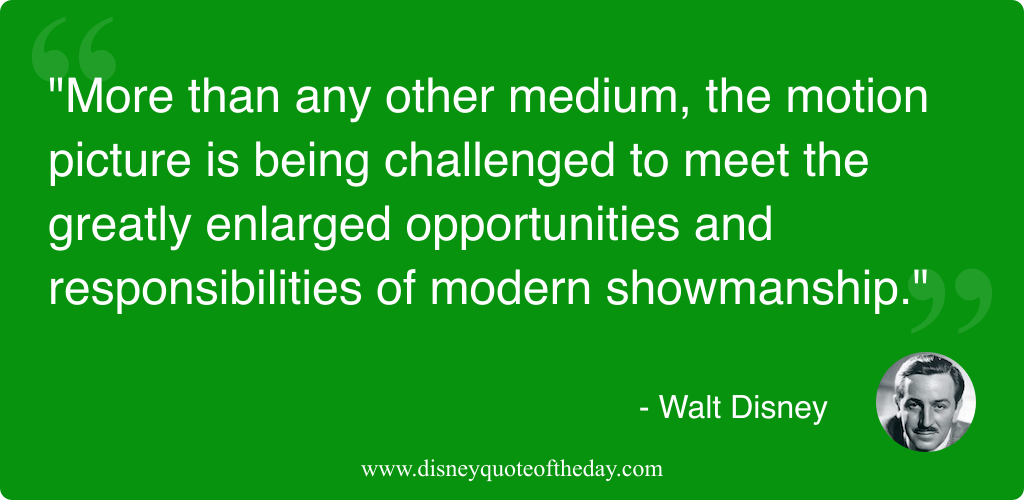 "More than any other medium, the motion
picture is being challenged to meet the
greatly enlarged opportunities and
responsibilities of modern showmanship."
- Walt Disney
www.disneyquoteoftheday.com